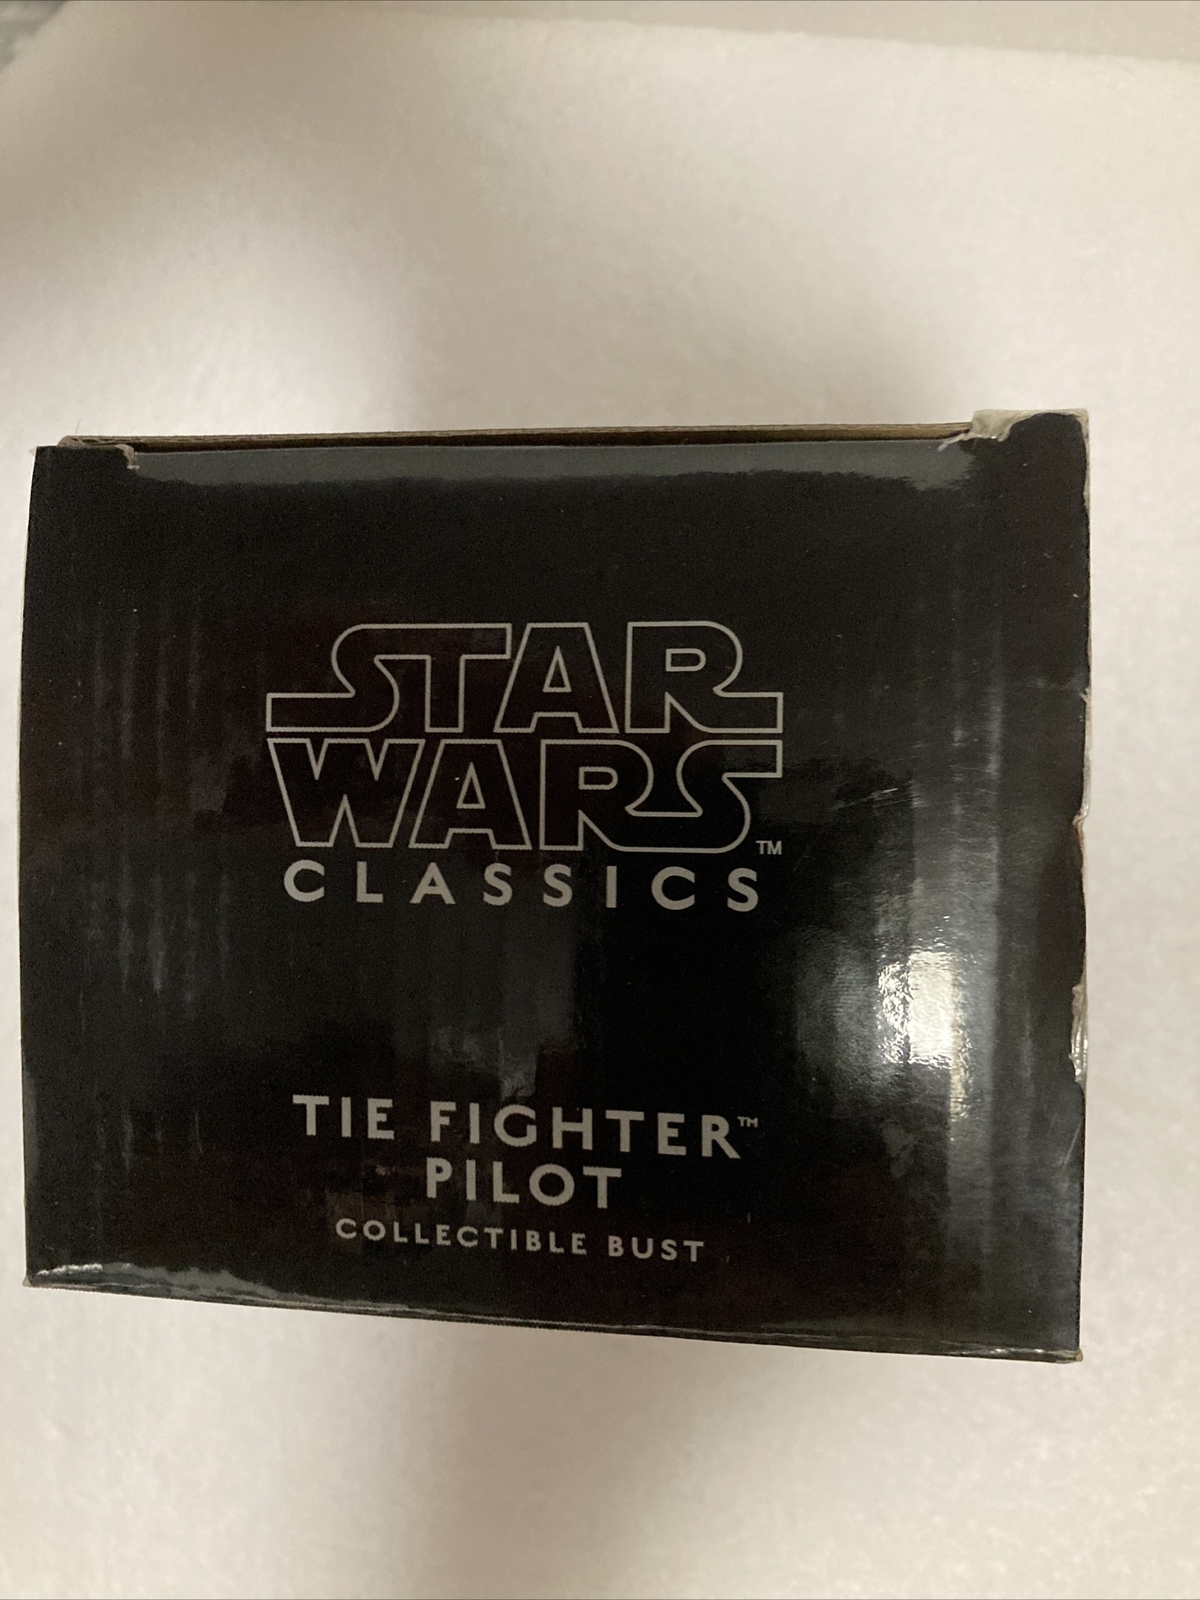 STAR
WARS™
CLASSICS
TIE FIGHTER™
PILOT
COLLECTIBLE BUST